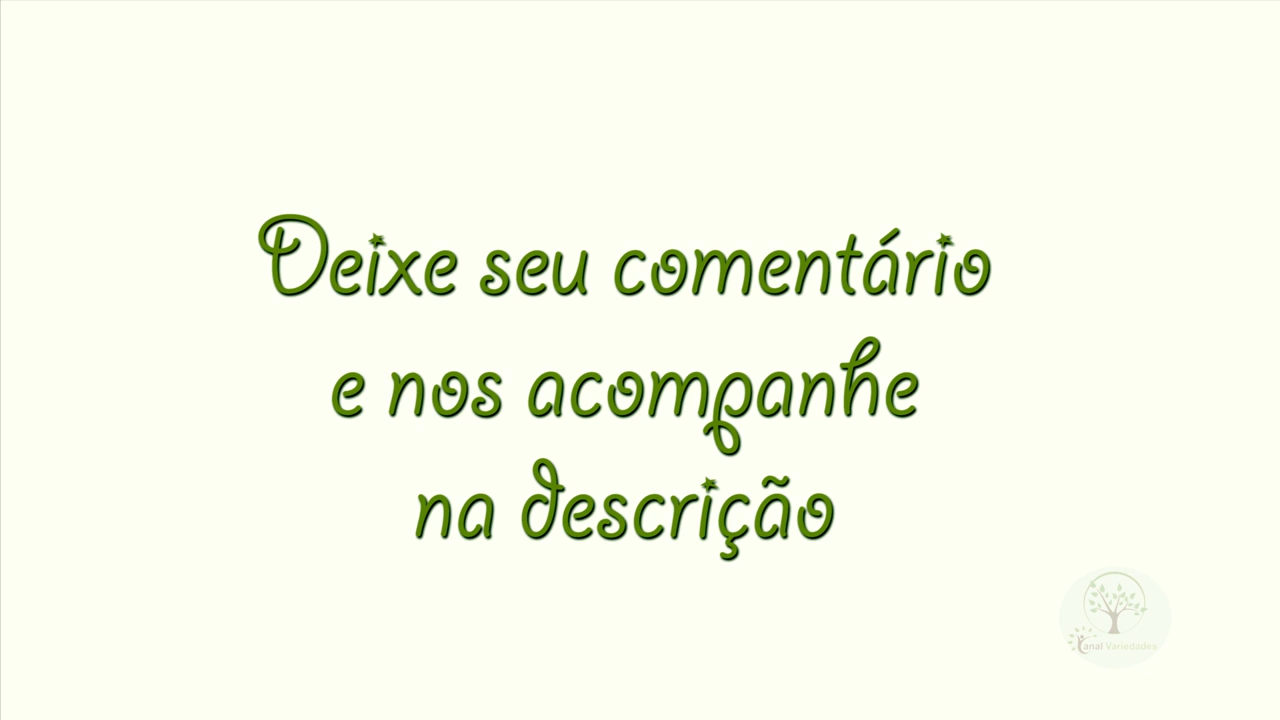 Deixe seu comentário
e nos acompanhe
na descrição
Canal Variedades